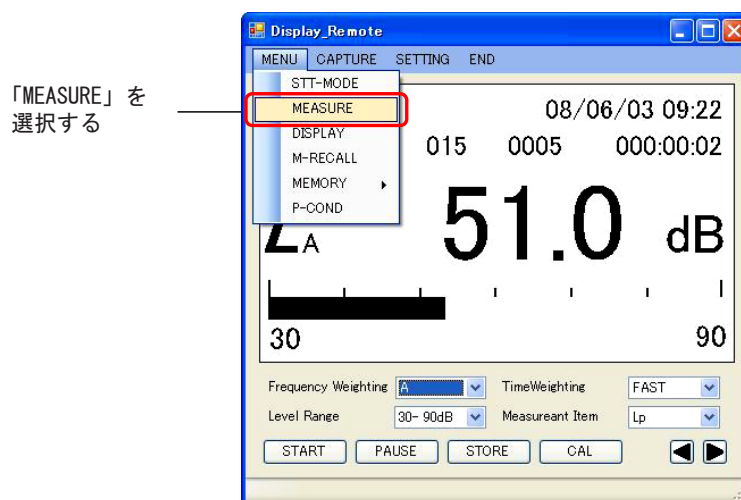 「MEASURE」を
選択する
Display_Remote
MENU CAPTURE SETTING END
STT-MODE
MEASURE
DISPLAY
M-RECALL
MEMORY
P-COND
08/06/03 09:22
015 0005 000:00:02
LA 51.0 dB
30 90
Frequency Weighting A TimeWeighting FAST
Level Range 30- 90dB Measureant Item Lp
START PAUSE STORE CAL